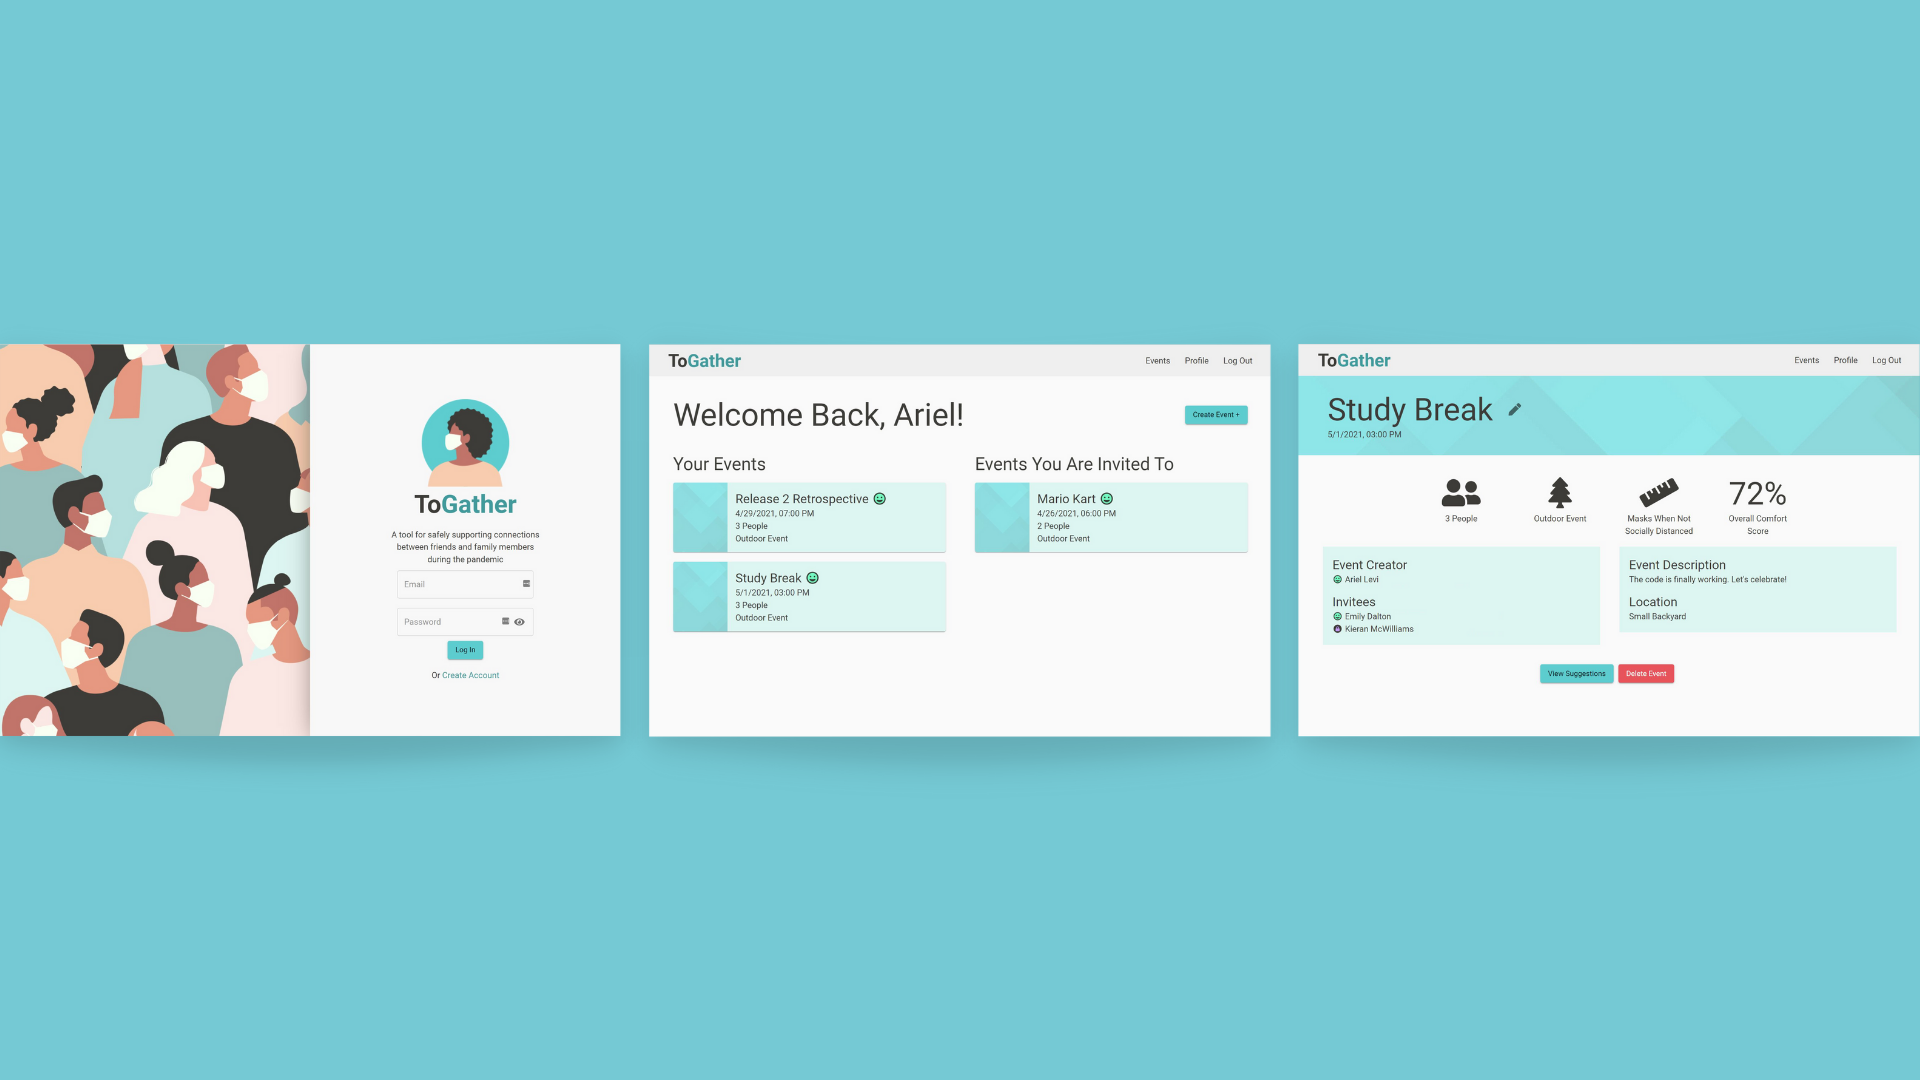 ToGather
A tool for safely supporting connections
between friends and family members
during the pandemic
Email
Password
Log In
Or Create Account
ToGather
Events Profile Log Out
Welcome Back, Ariel!
Create Event +
Your Events
Release 2 Retrospective
4/29/2021, 07:00 PM
3 People
Outdoor Event
Study Break
5/1/2021, 03:00 PM
3 People
Outdoor Event
Events You Are Invited To
Mario Kart
4/26/2021, 06:00 PM
2 People
Outdoor Event
ToGather
Events Profile Log Out
Study Break
5/1/2021, 03:00 PM
3 People
Outdoor Event
Masks When Not
Socially Distanced
72%
Overall Comfort
Score
Event Creator
Ariel Levi
Invitees
Emily Dalton
Kieran McWilliams
Event Description
The code is finally working. Let's celebrate!
Location
Small Backyard
View Suggestions
Delete Event